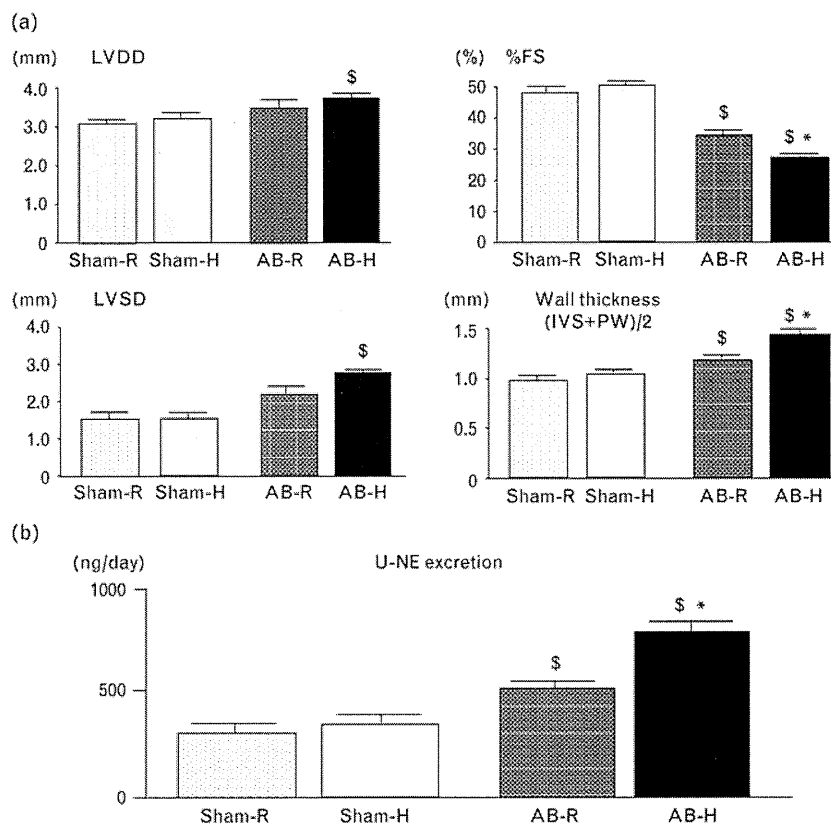 (a)
(mm) LVDD
4.0
3.0
2.0
1.0
0
Sham-R Sham-H AB-R AB-H
$
(%) %FS
50
40
30
20
10
0
Sham-R Sham-H AB-R AB-H
$
$ *
(mm) LVSD
4.0
3.0
2.0
1.0
0
Sham-R Sham-H AB-R AB-H
$
(mm) Wall thickness
(IVS+PW)/2
1.5
1.0
0.5
0
Sham-R Sham-H AB-R AB-H
$
$ *
(b)
(ng/day) U-NE excretion
1000
500
0
Sham-R Sham-H AB-R AB-H
$
$ *